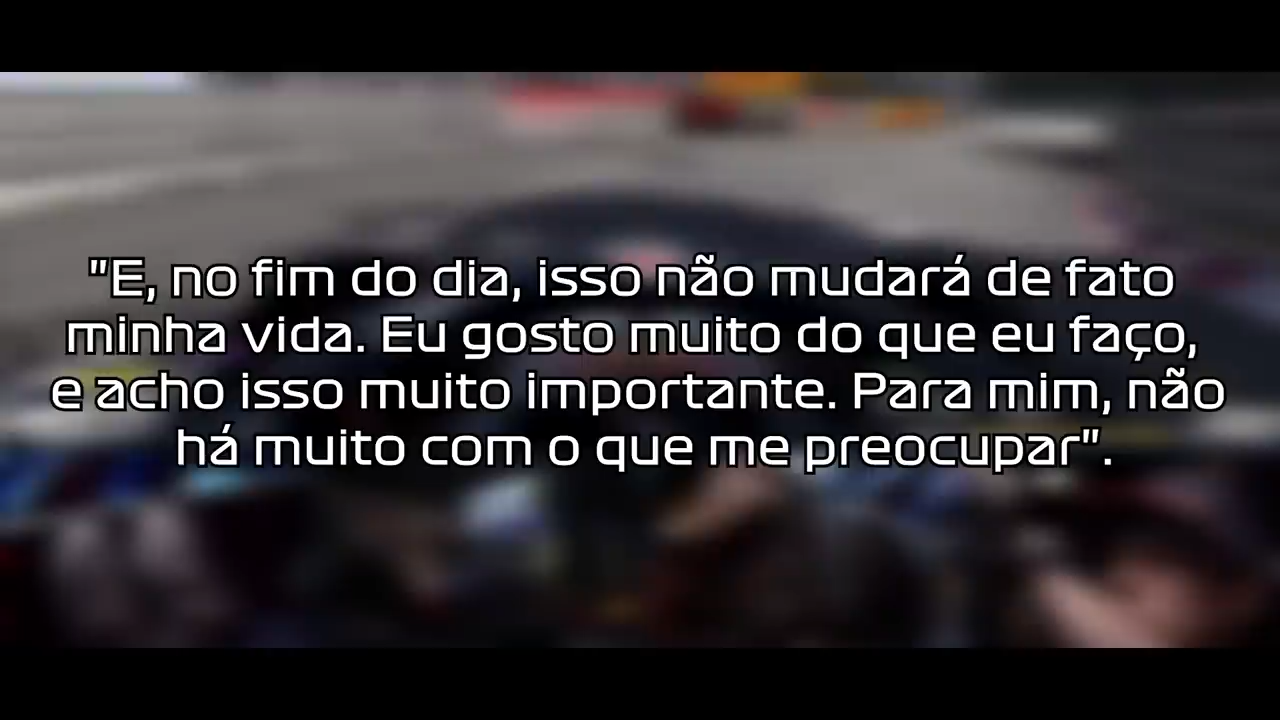 "E, no fim do dia, isso não mudará de fato
minha vida. Eu gosto muito do que eu faço,
e acho isso muito importante. Para mim, não
há muito com o que me preocupar".